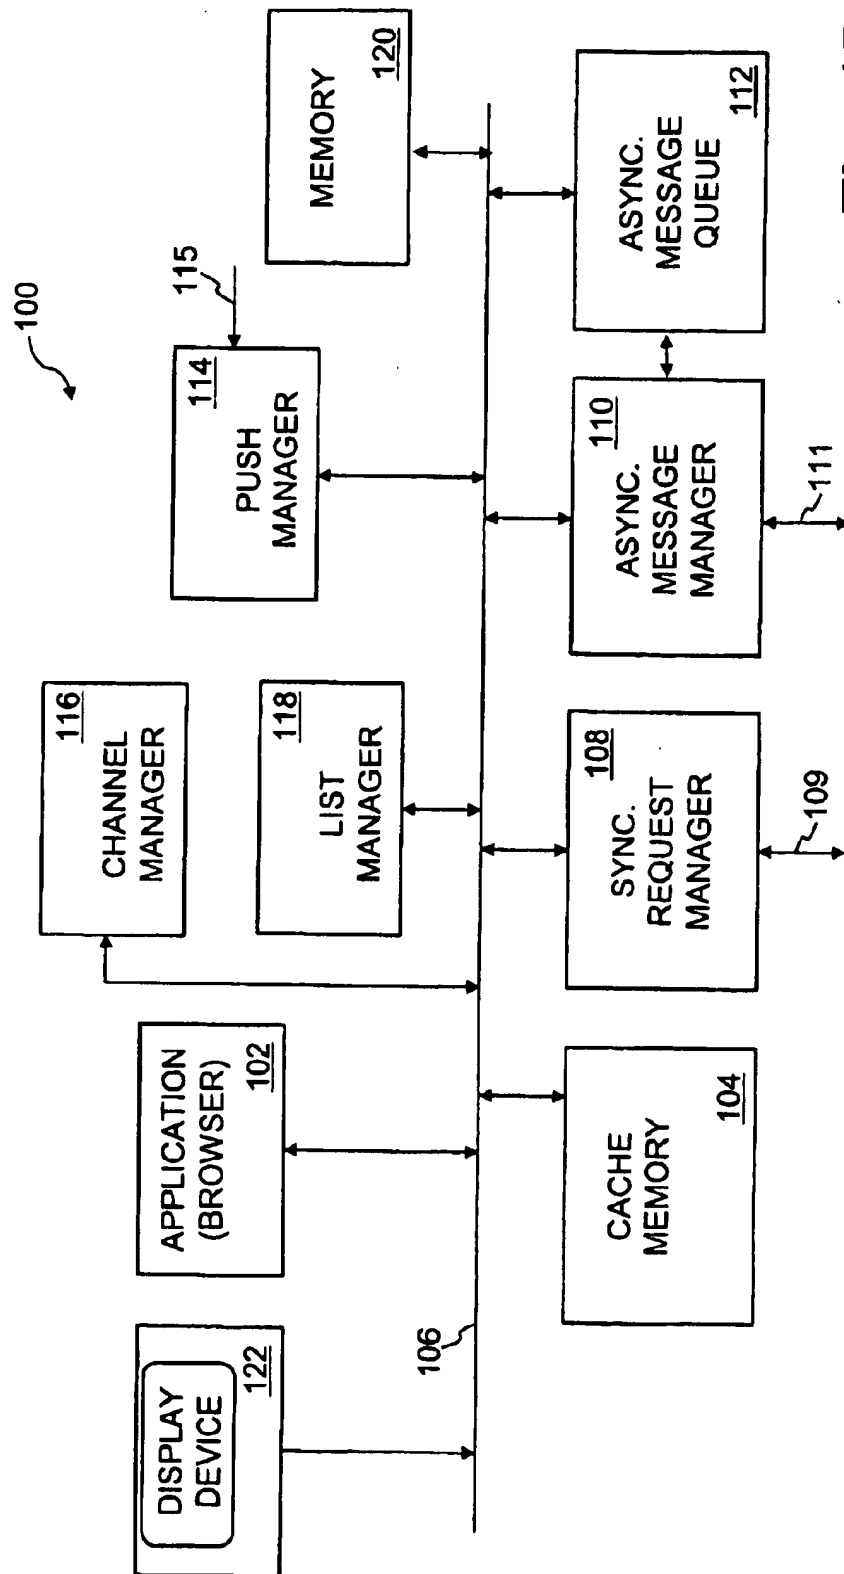 100
DISPLAY
DEVICE
122
APPLICATION
(BROWSER)
102
CHANNEL
MANAGER
116
LIST
MANAGER
118
PUSH
MANAGER
114
115
MEMORY
120
106
CACHE
MEMORY
104
SYNC.
REQUEST
MANAGER
108
109
ASYNC.
MESSAGE
MANAGER
110
111
ASYNC.
MESSAGE
QUEUE
112